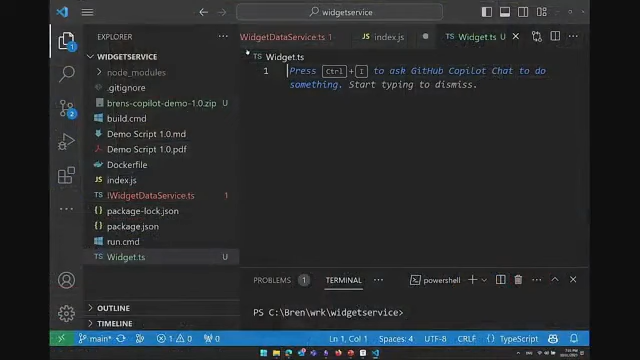 widgetservice
EXPLORER
WidgetDataService.ts 1
index.js
Widget.ts U
WIDGETSERVICE
Widget.ts
node_modules
1 Press Ctrl + I to ask GitHub Copilot Chat to do
something. Start typing to dismiss.
.gitignore
brens-copilot-demo-1.0.zip U
build.cmd
Demo Script 1.0.md
Demo Script 1.0.pdf
Dockerfile
index.js
!WidgetDataService.ts 1
package-lock.json
package.json
run.cmd
Widget.ts U
1
2
PROBLEMS 1 TERMINAL
powershell
PS C:\Bren\wrk\widgetservice>
OUTLINE
TIMELINE
main*
1 0
0
Ln 1, Col 1
Spaces: 4
UTF-8
CRLF
TypeScript